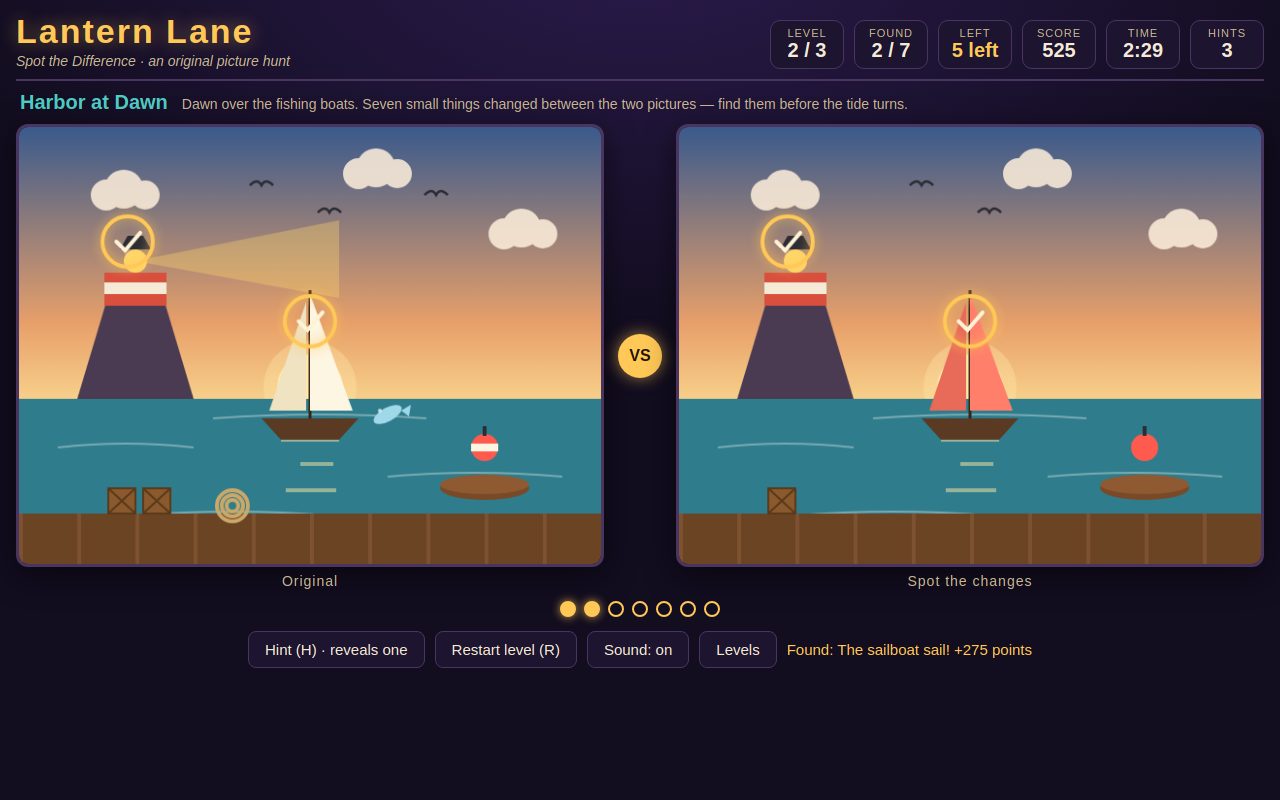 Lantern Lane
Spot the Difference · an original picture hunt
LEVEL
2 / 3
FOUND
2 / 7
LEFT
5 left
SCORE
525
TIME
2:29
HINTS
3
Harbor at Dawn Dawn over the fishing boats. Seven small things changed between the two pictures — find them before the tide turns.
VS
Original
Spot the changes
Hint (H) · reveals one
Restart level (R)
Sound: on
Levels
Found: The sailboat sail! +275 points